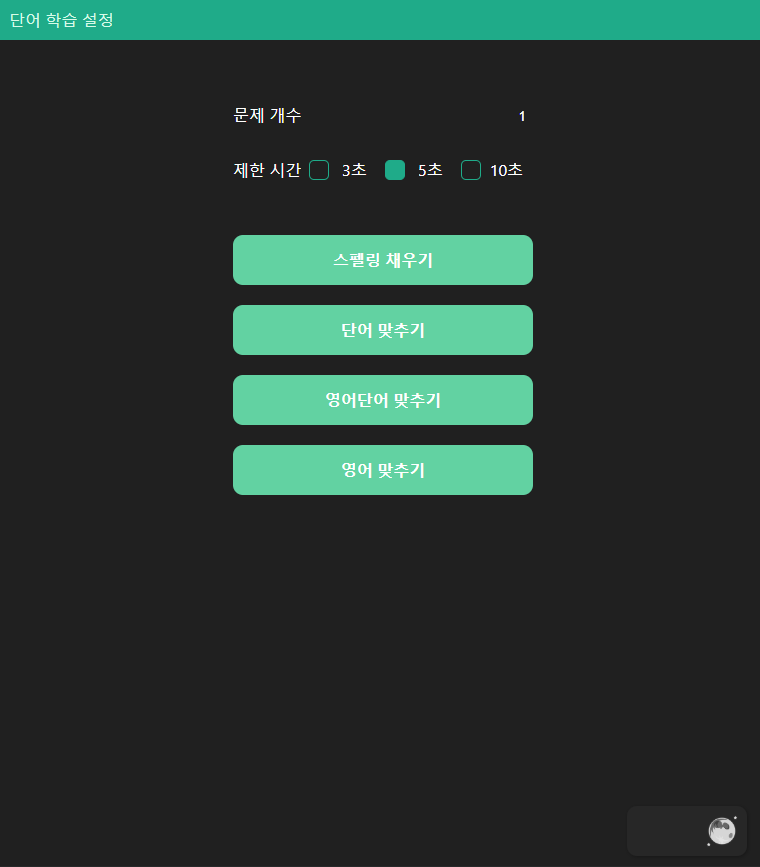 단어 학습 설정
문제 개수 1
제한 시간 3초 5초 10초
스펠링 채우기
단어 맞추기
영어단어 맞추기
영어 맞추기